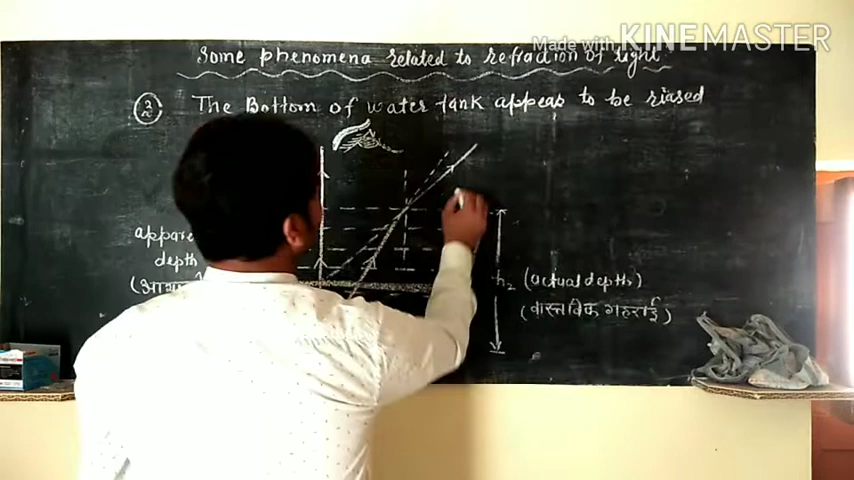 Made with KINEMASTER
Some phenomena related to refraction of light
2
The Bottom of water tank appear to be riased
depth
h2 (actual depth)
(वास्तविक गहराई)